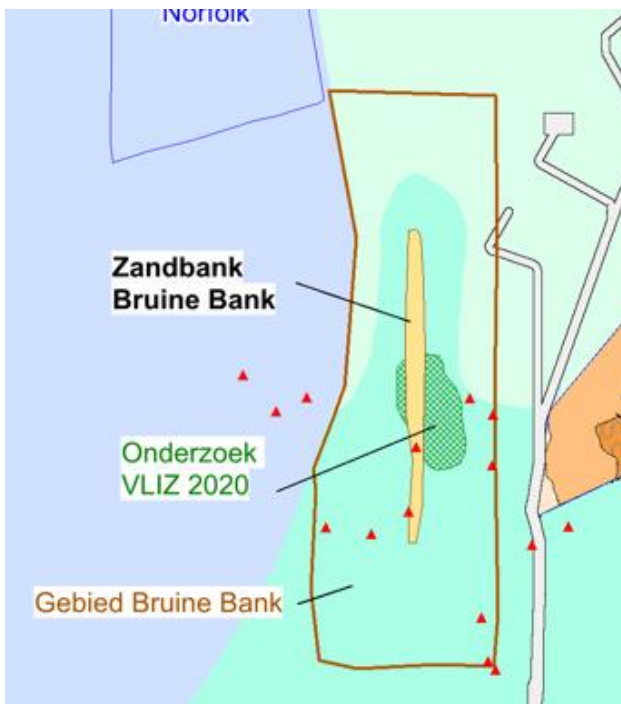 Norfolk
Zandbank
Bruine Bank
Onderzoek
VLIZ 2020
Gebied Bruine Bank